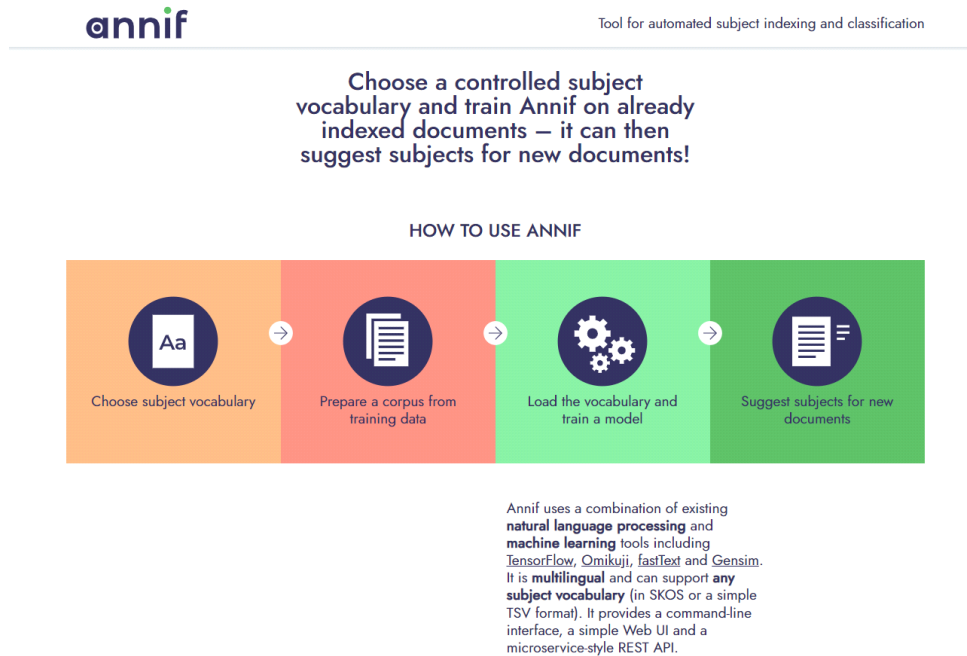 annif
Tool for automated subject indexing and classification
Choose a controlled subject
vocabulary and train Annif on already
indexed documents – it can then
suggest subjects for new documents!
HOW TO USE ANNIF
Aa
Choose subject vocabulary
Prepare a corpus from
training data
Load the vocabulary and
train a model
Suggest subjects for new
documents
Annif uses a combination of existing
natural language processing and
machine learning tools including
TensorFlow, Omikuji, fastText and Gensim.
It is multilingual and can support any
subject vocabulary (in SKOS or a simple
TSV format). It provides a command-line
interface, a simple Web UI and a
microservice-style REST API.